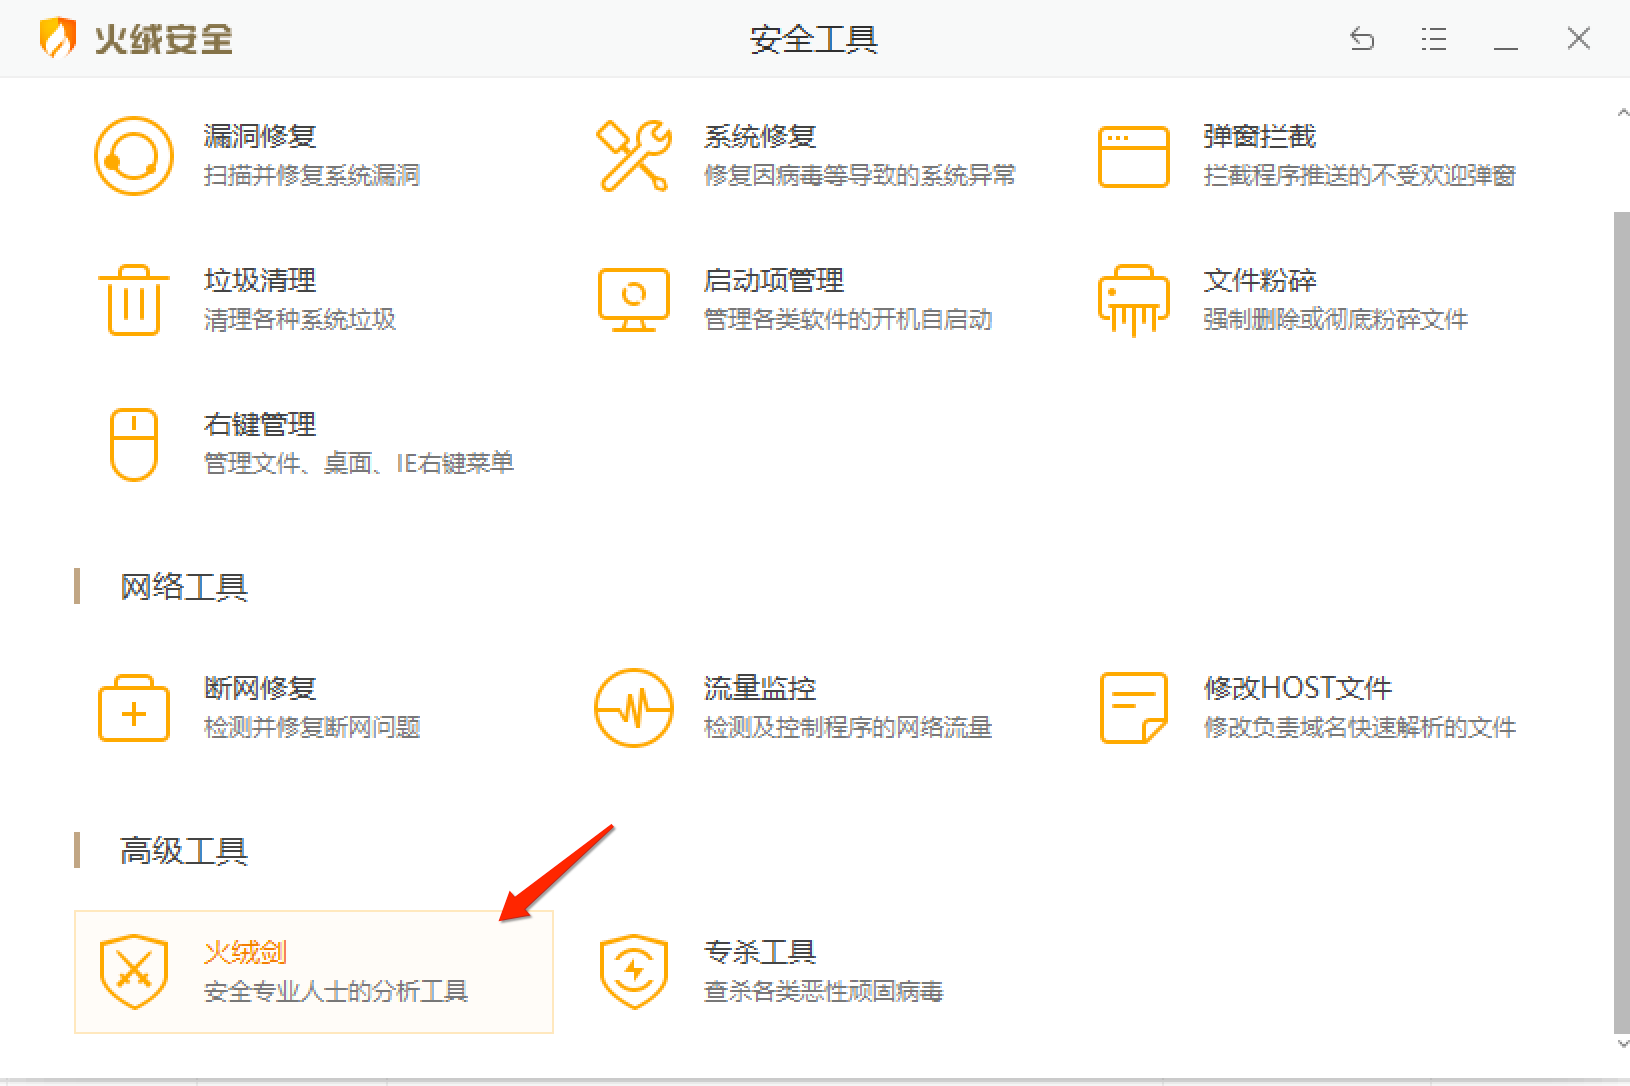 火绒安全
安全工具
漏洞修复
扫描并修复系统漏洞
系统修复
修复因病毒等导致的系统异常
弹窗拦截
拦截程序推送的不受欢迎弹窗
垃圾清理
清理各种系统垃圾
启动项管理
管理各类软件的开机自启动
文件粉碎
强制删除或彻底粉碎文件
右键管理
管理文件、桌面、IE右键菜单
网络工具
断网修复
检测并修复断网问题
流量监控
检测及控制程序的网络流量
修改HOST文件
修改负责域名快速解析的文件
高级工具
火绒剑
安全专业人士的分析工具
专杀工具
查杀各类恶性顽固病毒